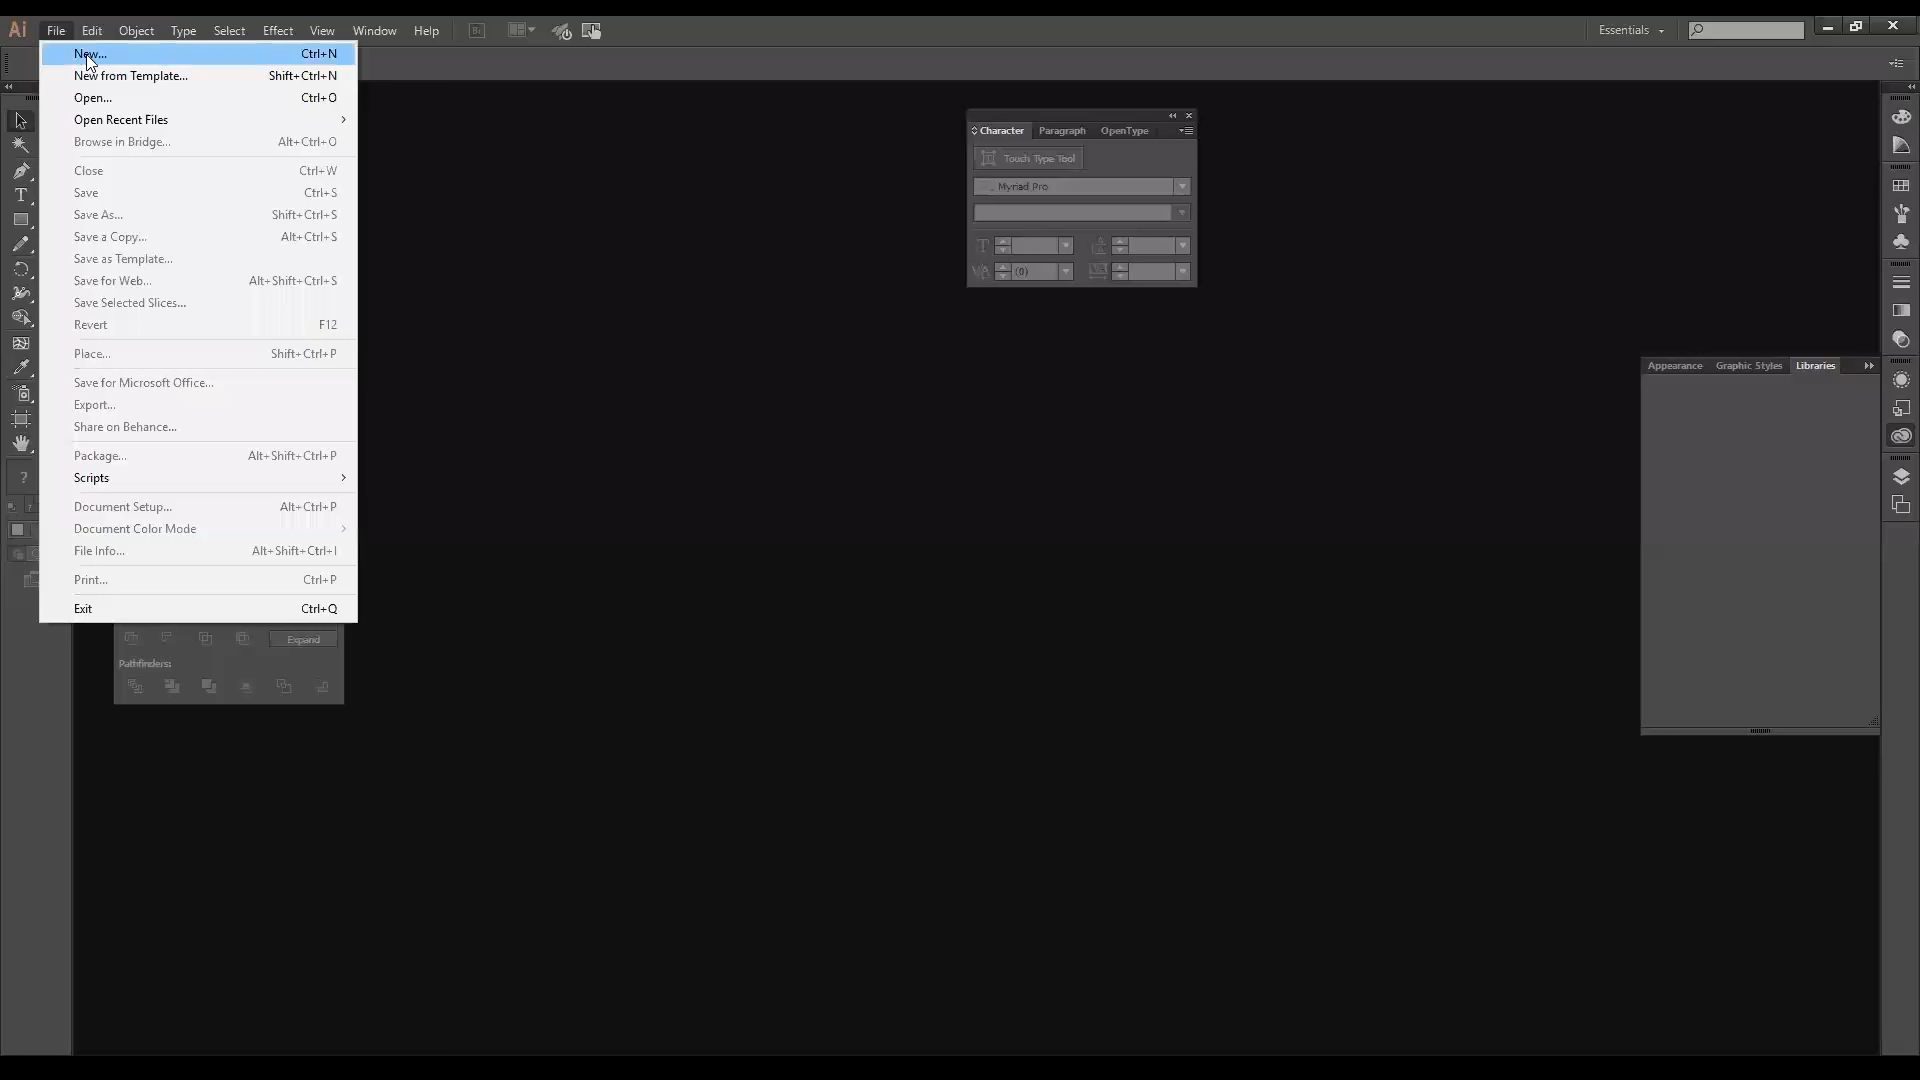 Ai File Edit Object Type Select Effect View Window Help Br Essentials
New... Ctrl+N
New from Template... Shift+Ctrl+N
Open... Ctrl+O
Open Recent Files
Browse in Bridge... Alt+Ctrl+O
Close Ctrl+W
Save Ctrl+S
Save As... Shift+Ctrl+S
Save a Copy... Alt+Ctrl+S
Save as Template...
Save for Web... Alt+Shift+Ctrl+S
Save Selected Slices...
Revert F12
Place... Shift+Ctrl+P
Save for Microsoft Office...
Export...
Share on Behance...
Package... Alt+Shift+Ctrl+P
Scripts
Document Setup... Alt+Ctrl+P
Document Color Mode
File Info... Alt+Shift+Ctrl+I
Print... Ctrl+P
Exit Ctrl+Q
Expand
Pathfinders:
Character Paragraph OpenType
Touch Type Tool
Myriad Pro
(0)
Appearance Graphic Styles Libraries